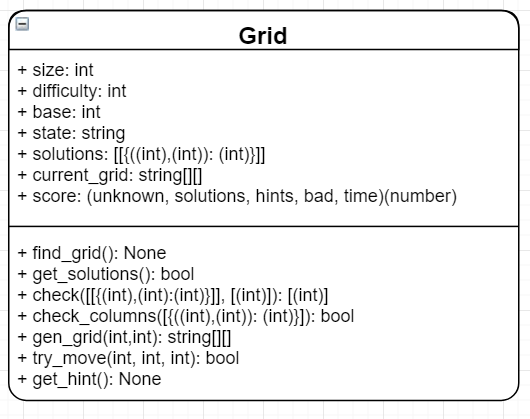 Grid
+ size: int
+ difficulty: int
+ base: int
+ state: string
+ solutions: [[{((int),(int)): (int)}]]
+ current_grid: string[][]
+ score: (unknown, solutions, hints, bad, time)(number)
+ find_grid(): None
+ get_solutions(): bool
+ check([[{(int),(int):(int)}]], [(int)]): [(int)]
+ check_columns([{((int),(int)): (int)}]): bool
+ gen_grid(int,int): string[][]
+ try_move(int, int, int): bool
+ get_hint(): None